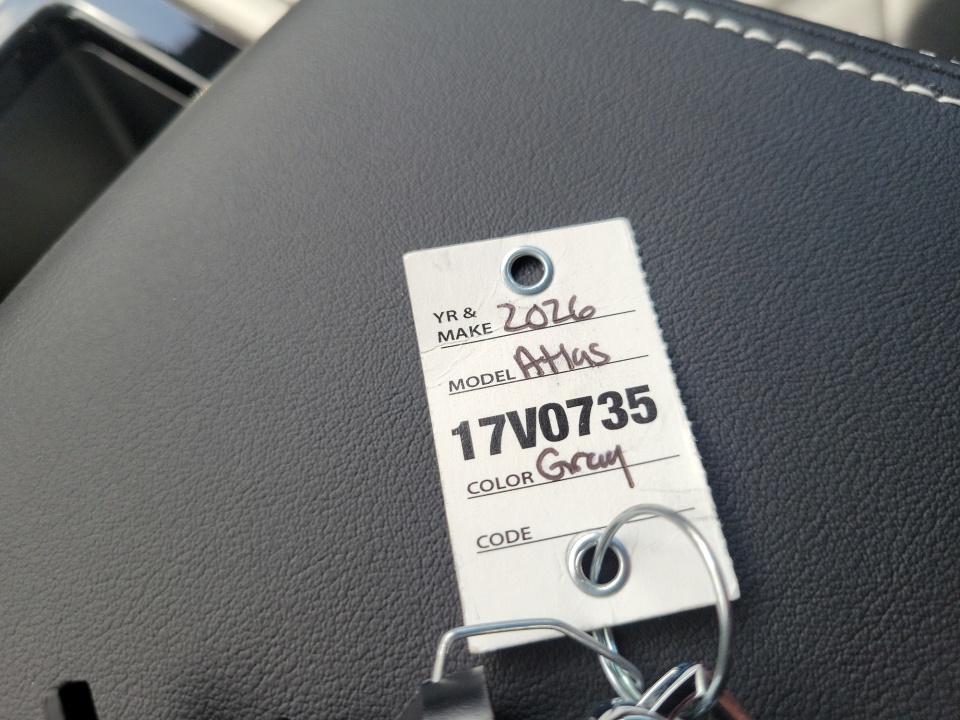 YR &
MAKE 2026
MODEL Atlas
17V0735
COLOR Gray
CODE